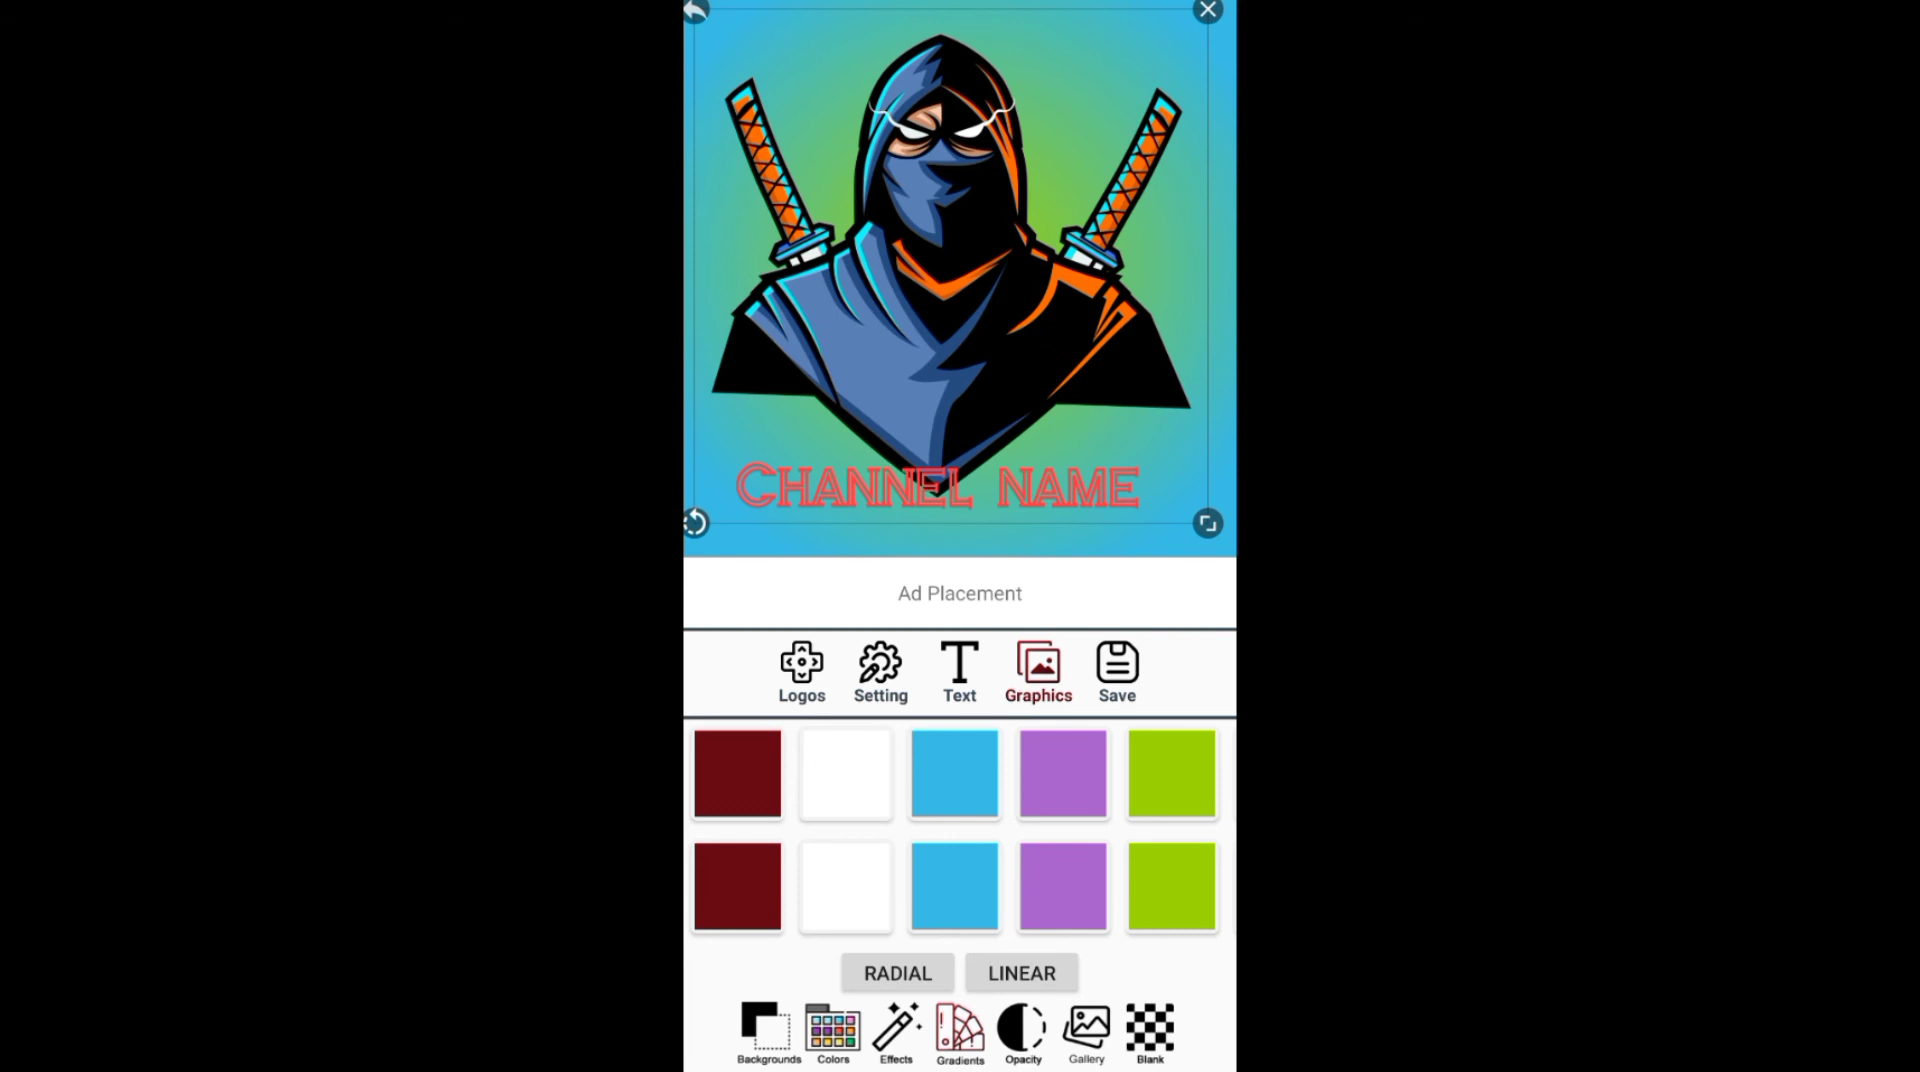 CHANNEL NAME
Ad Placement
Logos Setting Text Graphics Save
RADIAL LINEAR
Backgrounds Colors Effects Gradients Opacity Gallery Blank